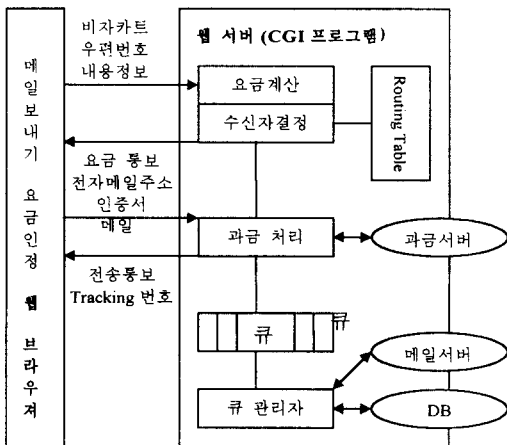 비자카트
우편번호
내용정보
웹 서버 (CGI 프로그램)
메일보내기 요금인정 웹 브라우져
요금계산
수신자결정
Routing Table
요금 통보
전자메일주소
인증서
메일
과금 처리
과금서버
전송통보
Tracking 번호
큐
큐
메일서버
큐 관리자
DB